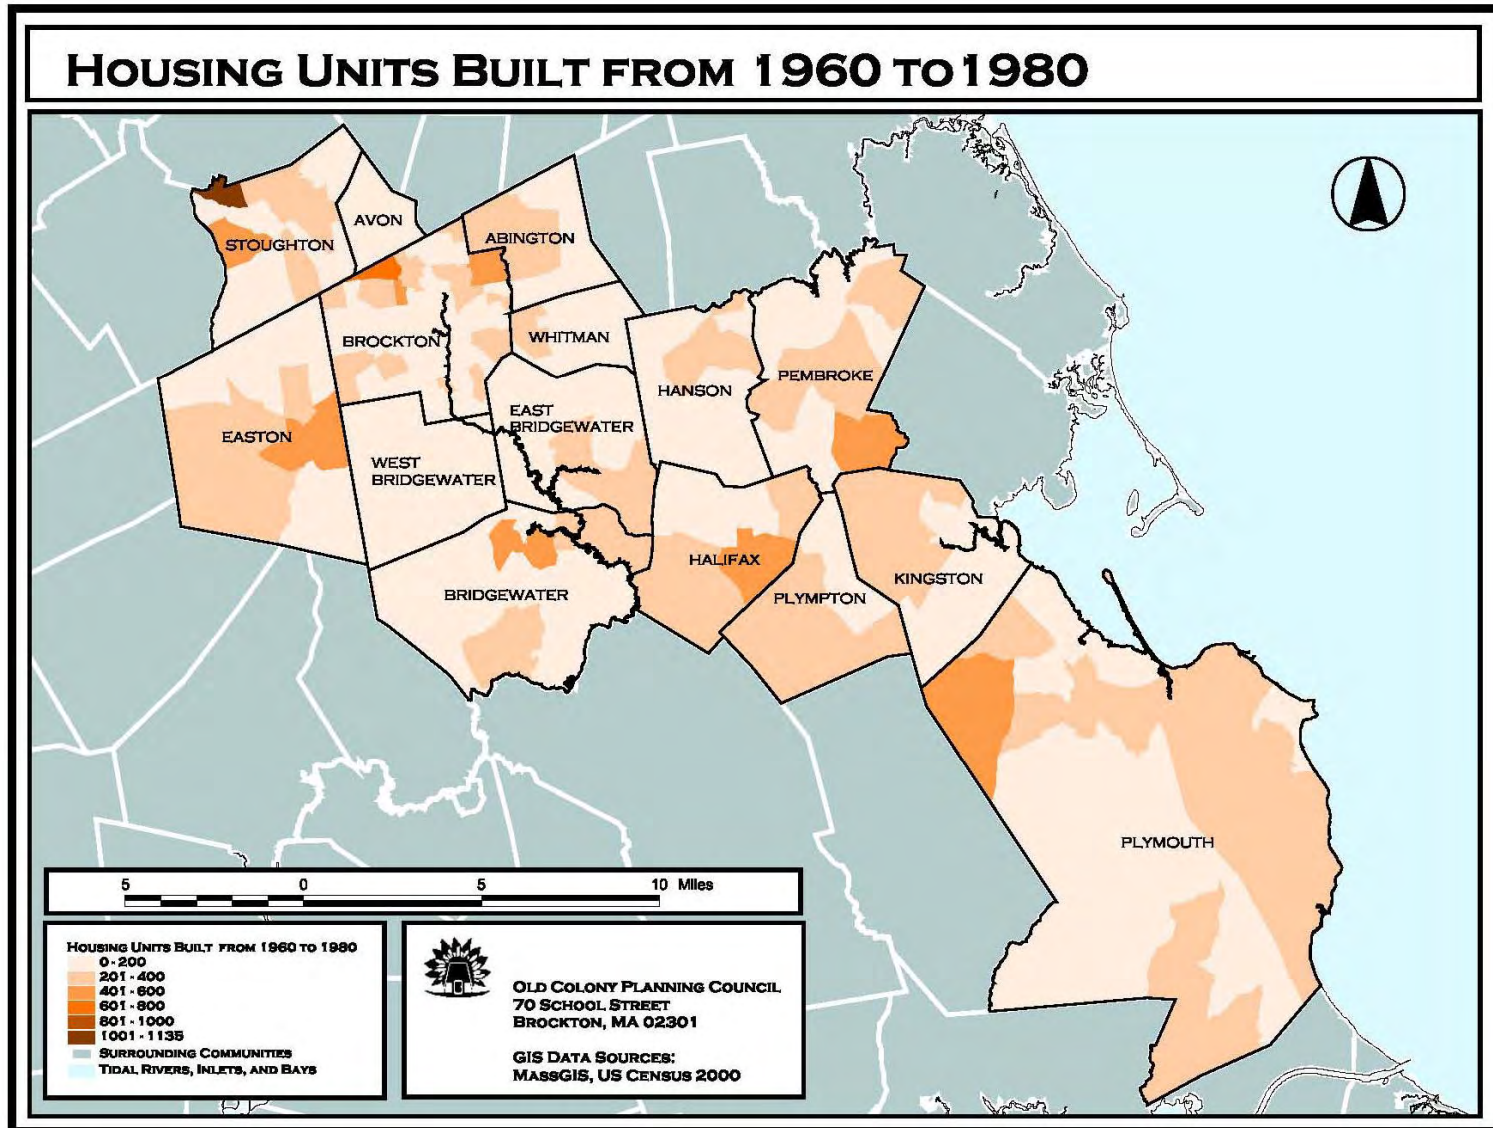 HOUSING UNITS BUILT FROM 1960 TO 1980
AVON
STOUGHTON
ABINGTON
BROCKTON
WHITMAN
HANSON
PEMBROKE
EASTON
EAST
BRIDGEWATER
WEST
BRIDGEWATER
HALIFAX
KINGSTON
BRIDGEWATER
PLYMPTON
PLYMOUTH
5 0 5 10 Miles
HOUSING UNITS BUILT FROM 1960 TO 1980
0 - 200
201 - 400
401 - 600
601 - 800
801 - 1000
1001 - 1135
SURROUNDING COMMUNITIES
TIDAL RIVERS, INLETS, AND BAYS
OLD COLONY PLANNING COUNCIL
70 SCHOOL STREET
BROCKTON, MA 02301
GIS DATA SOURCES:
MASSGIS, US CENSUS 2000